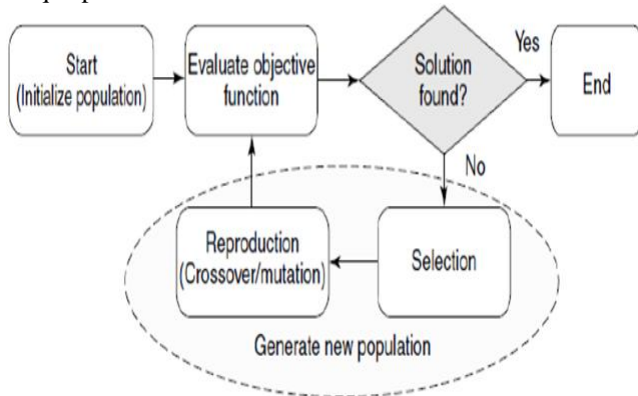 Start
(Initialize population)
Evaluate objective
function
Solution
found?
Yes
End
No
Reproduction
(Crossover/mutation)
Selection
Generate new population